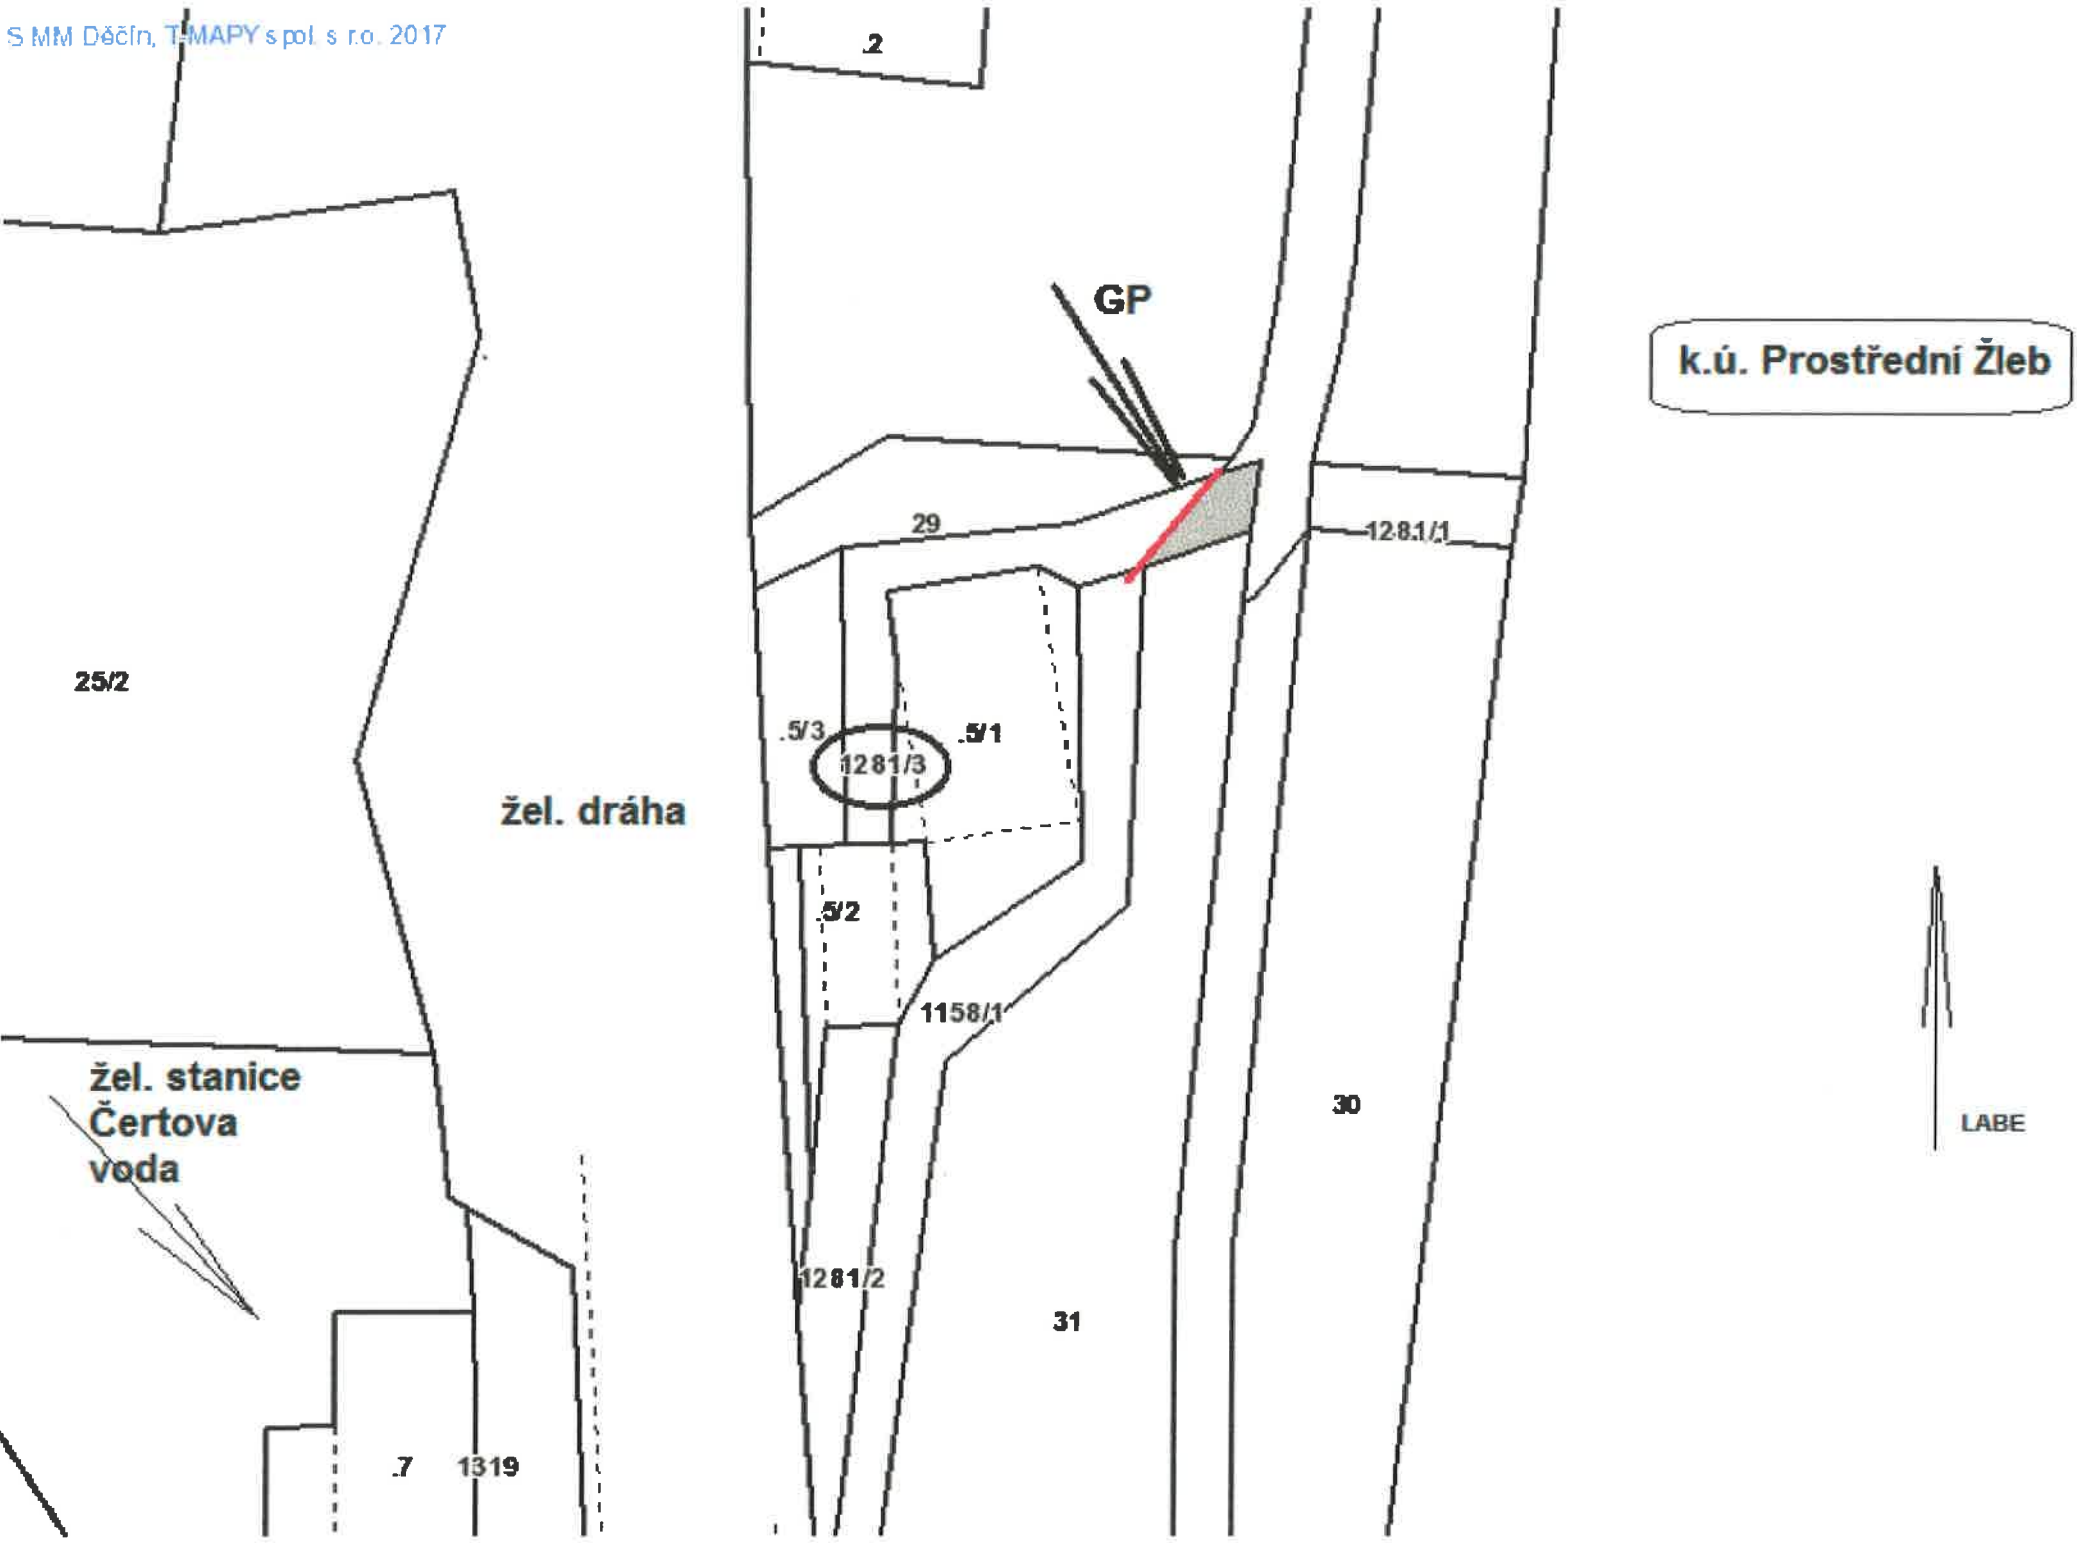 S MM Děčín, T-MAPY spol. s r.o. 2017
.2
GP
k.ú. Prostřední Žleb
29
1281/1
25/2
.5/3
.5/1
1281/3
žel. dráha
.5/2
1158/1
žel. stanice
Čertova
voda
30
LABE
1281/2
31
.7
1319